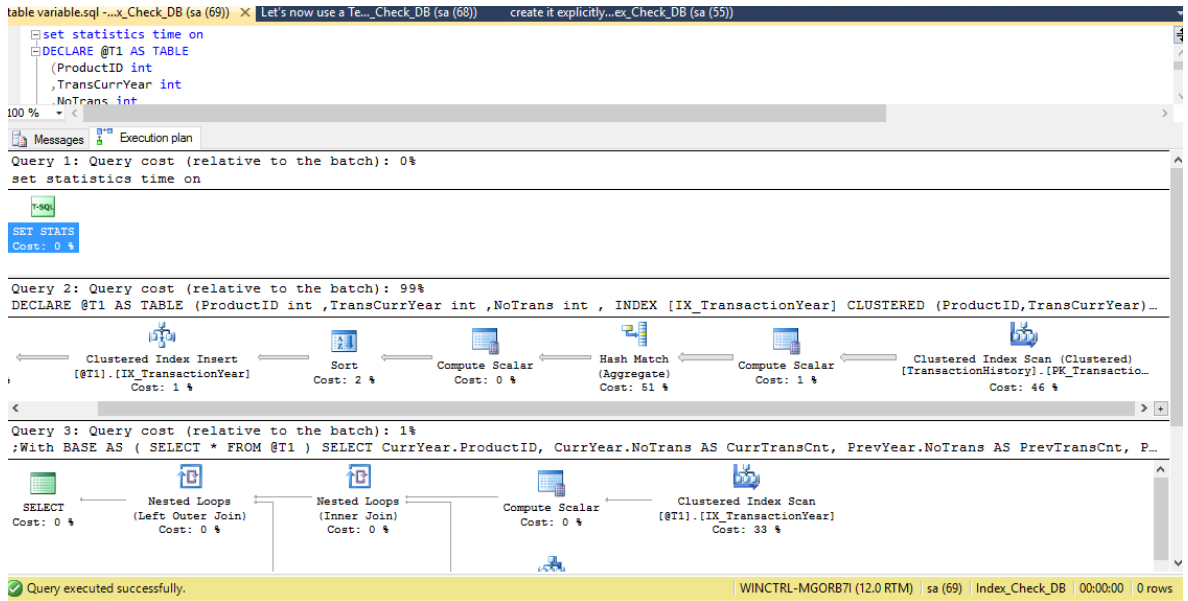 table variable.sql -...x_Check_DB (sa (69)) Let's now use a Te..._Check_DB (sa (68)) create it explicitly...ex_Check_DB (sa (55))
set statistics time on
DECLARE @T1 AS TABLE
(ProductID int
,TransCurrYear int
,NoTrans int
100 %
Messages Execution plan
Query 1: Query cost (relative to the batch): 0%
set statistics time on
T-SQL
SET STATS
Cost: 0 %
Query 2: Query cost (relative to the batch): 99%
DECLARE @T1 AS TABLE (ProductID int ,TransCurrYear int ,NoTrans int , INDEX [IX_TransactionYear] CLUSTERED (ProductID,TransCurrYear)…
Clustered Index Insert
[@T1].[IX_TransactionYear]
Cost: 1 %
Sort
Cost: 2 %
Compute Scalar
Cost: 0 %
Hash Match
(Aggregate)
Cost: 51 %
Compute Scalar
Cost: 1 %
Clustered Index Scan (Clustered)
[TransactionHistory].[PK_Transactio…
Cost: 46 %
Query 3: Query cost (relative to the batch): 1%
;With BASE AS ( SELECT * FROM @T1 ) SELECT CurrYear.ProductID, CurrYear.NoTrans AS CurrTransCnt, PrevYear.NoTrans AS PrevTransCnt, P…
SELECT
Cost: 0 %
Nested Loops
(Left Outer Join)
Cost: 0 %
Nested Loops
(Inner Join)
Cost: 0 %
Compute Scalar
Cost: 0 %
Clustered Index Scan
[@T1].[IX_TransactionYear]
Cost: 33 %
Query executed successfully. WINCTRL-MGORB7I (12.0 RTM) sa (69) Index_Check_DB 00:00:00 0 rows